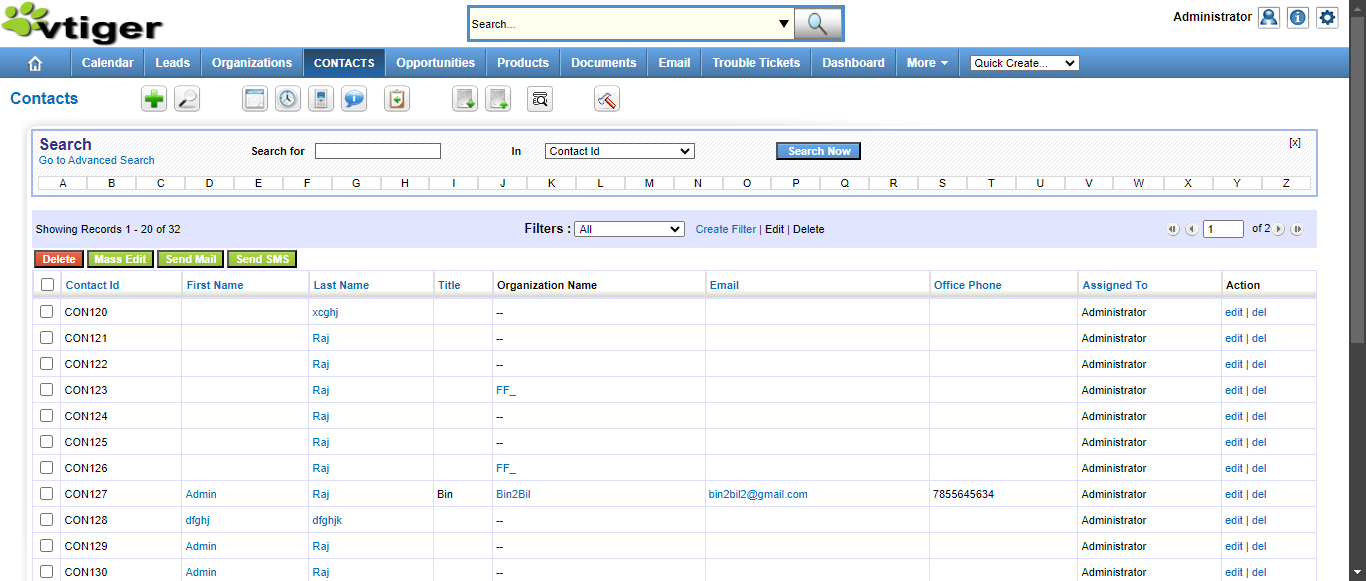 vtiger
Search...
Administrator
Calendar Leads Organizations CONTACTS Opportunities Products Documents Email Trouble Tickets Dashboard More Quick Create...
Contacts
Search
Go to Advanced Search
Search for In Contact Id Search Now [x]
A B C D E F G H I J K L M N O P Q R S T U V W X Y Z
Showing Records 1 - 20 of 32 Filters : All Create Filter | Edit | Delete 1 of 2
Delete Mass Edit Send Mail Send SMS
Contact Id First Name Last Name Title Organization Name Email Office Phone Assigned To Action
CON120 xcghj -- Administrator edit | del
CON121 Raj -- Administrator edit | del
CON122 Raj -- Administrator edit | del
CON123 Raj FF_ Administrator edit | del
CON124 Raj -- Administrator edit | del
CON125 Raj -- Administrator edit | del
CON126 Raj FF_ Administrator edit | del
CON127 Admin Raj Bin Bin2Bil bin2bil2@gmail.com 7855645634 Administrator edit | del
CON128 dfghj dfghjk -- Administrator edit | del
CON129 Admin Raj -- Administrator edit | del
CON130 Admin Raj -- Administrator edit | del